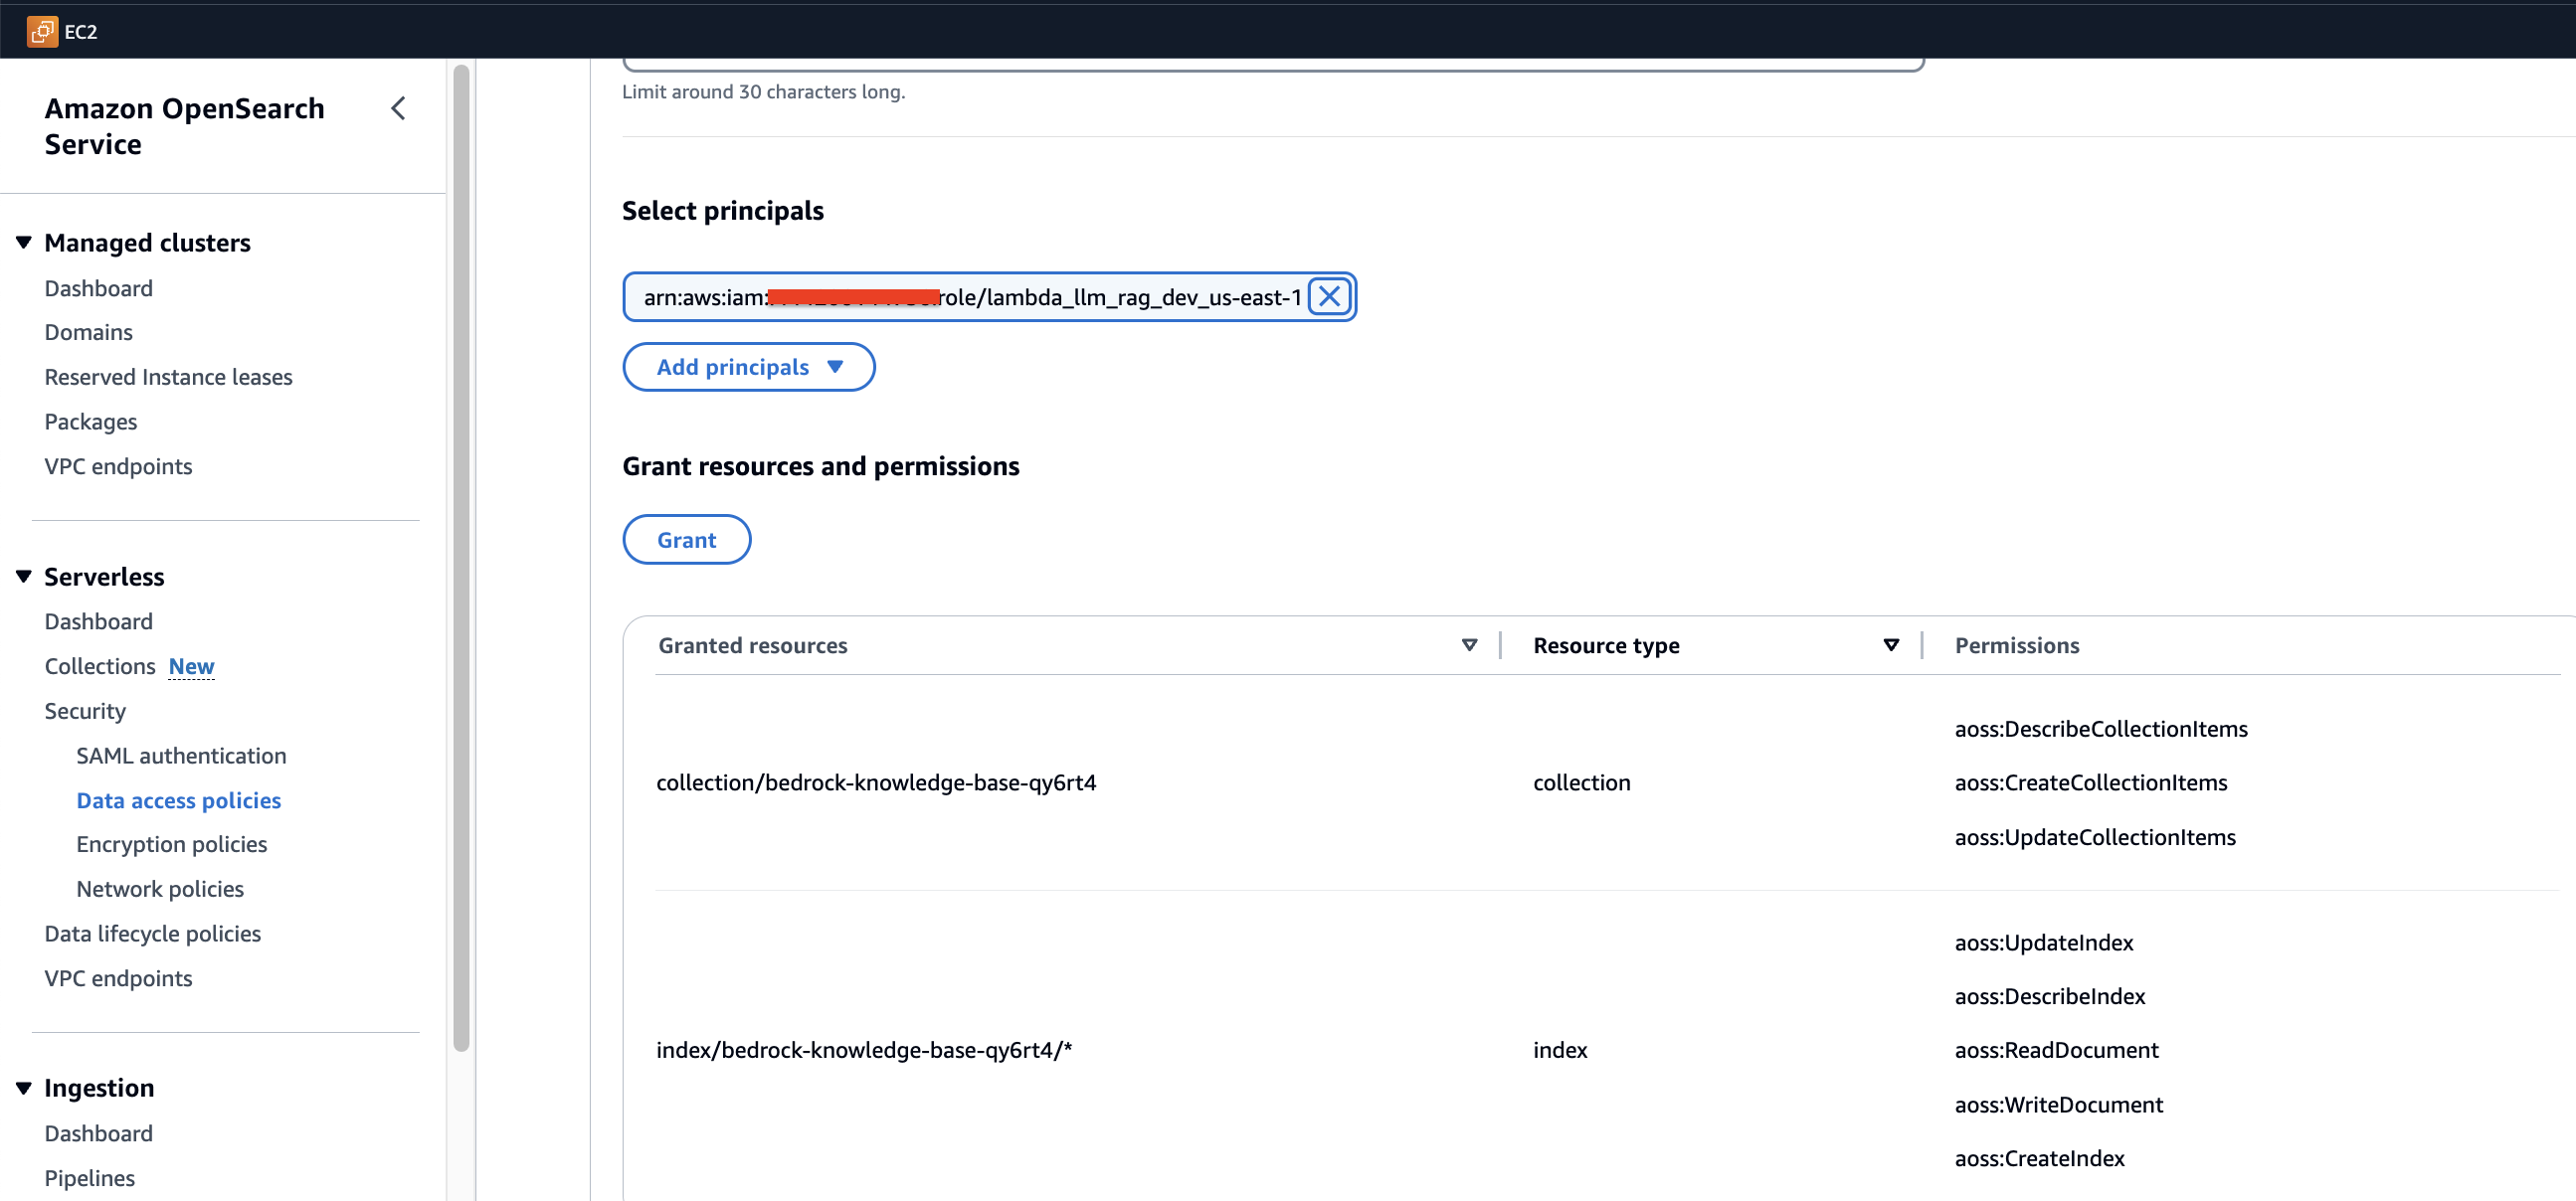 EC2
Amazon OpenSearch
Service
Managed clusters
Dashboard
Domains
Reserved Instance leases
Packages
VPC endpoints
Serverless
Dashboard
Collections New
Security
SAML authentication
Data access policies
Encryption policies
Network policies
Data lifecycle policies
VPC endpoints
Ingestion
Dashboard
Pipelines
Limit around 30 characters long.
Select principals
arn:aws:iam: role/lambda_llm_rag_dev_us-east-1
Add principals
Grant resources and permissions
Grant
Granted resources
Resource type
Permissions
collection/bedrock-knowledge-base-qy6rt4
collection
aoss:DescribeCollectionItems
aoss:CreateCollectionItems
aoss:UpdateCollectionItems
index/bedrock-knowledge-base-qy6rt4/*
index
aoss:UpdateIndex
aoss:DescribeIndex
aoss:ReadDocument
aoss:WriteDocument
aoss:CreateIndex